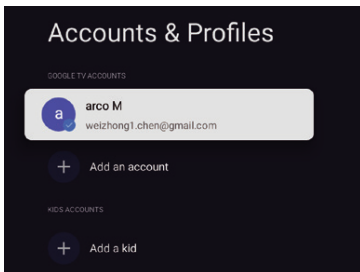 Accounts & Profiles
GOOGLE TV ACCOUNTS
a
arco M
weizhong1.chen@gmail.com
+ Add an account
KIDS ACCOUNTS
+ Add a kid